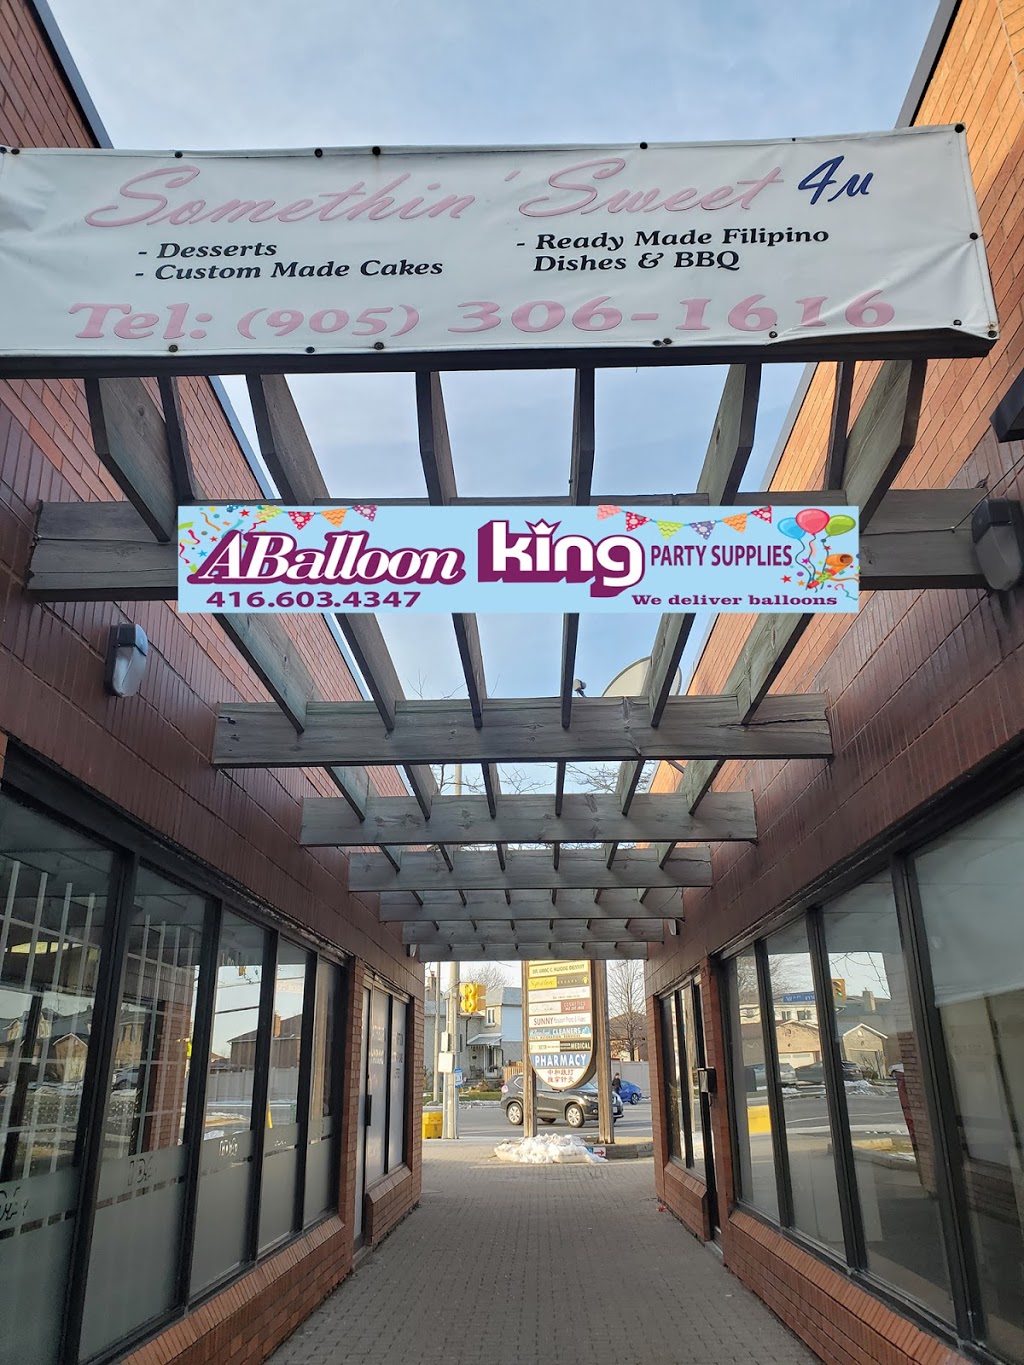 Somethin' Sweet 4u
- Desserts
- Custom Made Cakes
- Ready Made Filipino
Dishes & BBQ
Tel: (905) 306-1616
ABalloon king PARTY SUPPLIES
416.603.4347
We deliver balloons
SUNNY
CLEANERS
MEDICAL
PHARMACY